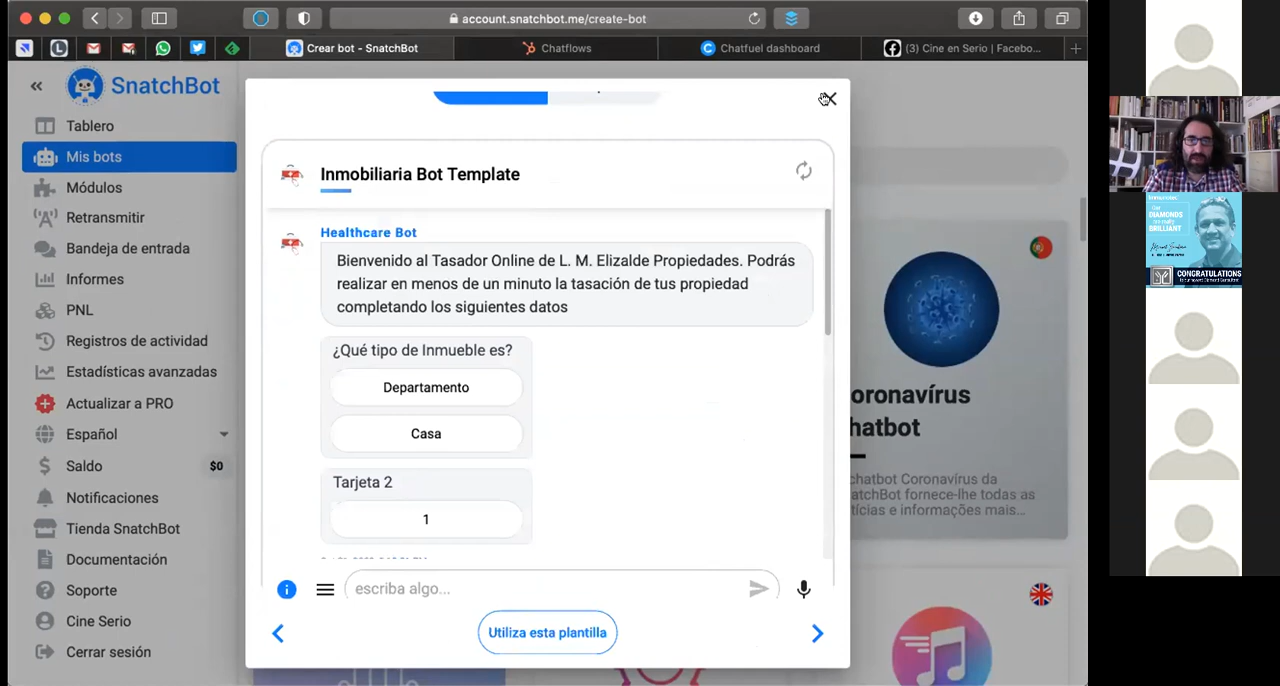 account.snatchbot.me/create-bot
Crear bot - SnatchBot
Chatflows
Chatfuel dashboard
(3) Cine en Serio | Facebo...
SnatchBot
Tablero
Mis bots
Módulos
Retransmitir
Bandeja de entrada
Informes
PNL
Registros de actividad
Estadísticas avanzadas
Actualizar a PRO
Español
Saldo
$0
Notificaciones
Tienda SnatchBot
Documentación
Soporte
Cine Serio
Cerrar sesión
Inmobiliaria Bot Template
Healthcare Bot
Bienvenido al Tasador Online de L. M. Elizalde Propiedades. Podrás
realizar en menos de un minuto la tasación de tus propiedad
completando los siguientes datos
¿Qué tipo de Inmueble es?
Departamento
Casa
Tarjeta 2
1
escriba algo...
Utiliza esta plantilla
oronavírus
hatbot
chatbot Coronavírus da
atchBot fornece-lhe todas as
tícias e informações mais...
Our
DIAMONDS
are really
BRILLIANT
CONGRATULATIONS